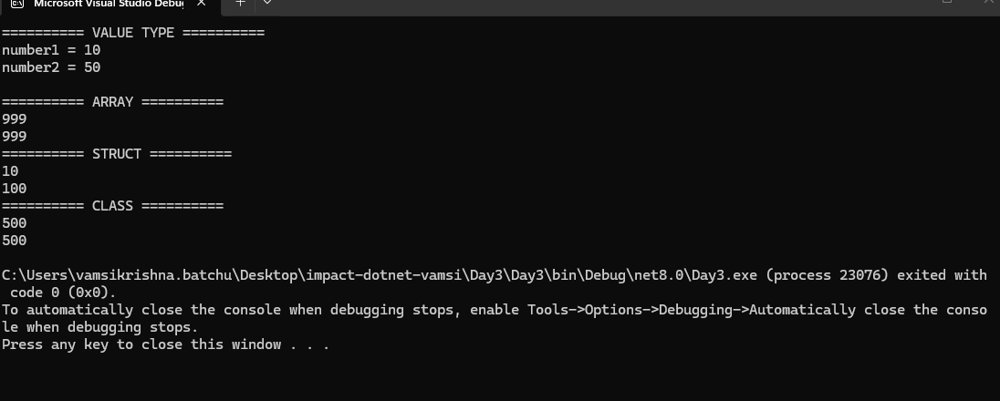 Microsoft Visual Studio Debu
========== VALUE TYPE ==========
number1 = 10
number2 = 50
========== ARRAY ==========
999
999
========== STRUCT ==========
10
100
========== CLASS ==========
500
500
C:\Users\vamsikrishna.batchu\Desktop\impact-dotnet-vamsi\Day3\Day3\bin\Debug\net8.0\Day3.exe (process 23076) exited with
code 0 (0x0).
To automatically close the console when debugging stops, enable Tools->Options->Debugging->Automatically close the conso
le when debugging stops.
Press any key to close this window . . .